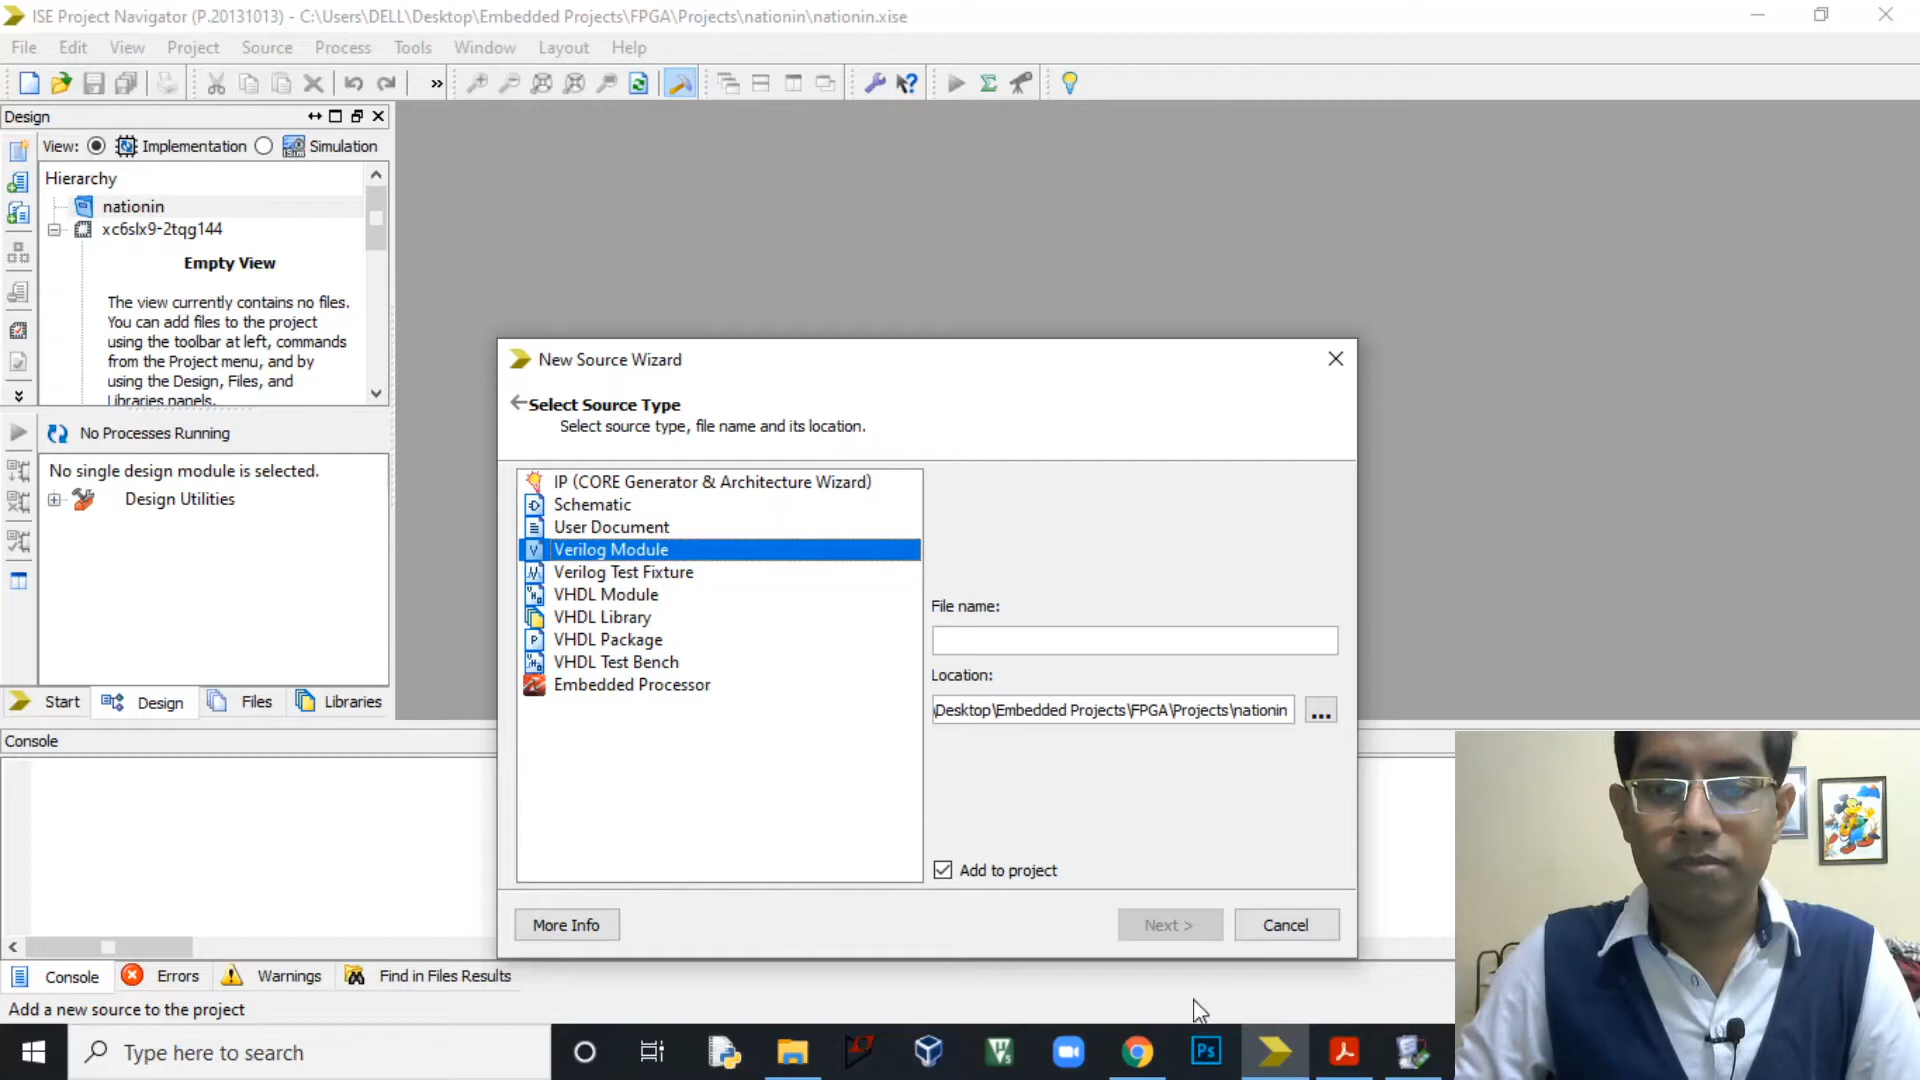 ISE Project Navigator (P.20131013) - C:\Users\DELL\Desktop\Embedded Projects\FPGA\Projects\nationin\nationin.xise
File Edit View Project Source Process Tools Window Layout Help
»
Design
View: Implementation Simulation
Hierarchy
nationin
xc6slx9-2tqg144
Empty View
The view currently contains no files.
You can add files to the project
using the toolbar at left, commands
from the Project menu, and by
using the Design, Files, and
Libraries panels.
No Processes Running
No single design module is selected.
Design Utilities
Start Design Files Libraries
New Source Wizard
Select Source Type
Select source type, file name and its location.
IP (CORE Generator & Architecture Wizard)
Schematic
User Document
Verilog Module
Verilog Test Fixture
VHDL Module
VHDL Library
VHDL Package
VHDL Test Bench
Embedded Processor
File name:
Location:
\Desktop\Embedded Projects\FPGA\Projects\nationin ...
Add to project
More Info Next > Cancel
Console
Console Errors Warnings Find in Files Results
Add a new source to the project
Type here to search
Ps